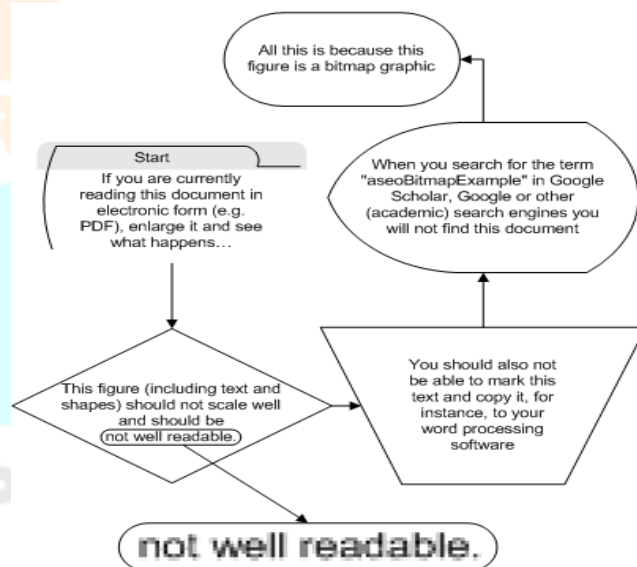 All this is because this
figure is a bitmap graphic
Start
If you are currently
reading this document in
electronic form (e.g.
PDF), enlarge it and see
what happens…
When you search for the term
"aseoBitmapExample" in Google
Scholar, Google or other
(academic) search engines you
will not find this document
This figure (including text and
shapes) should not scale well
and should be
not well readable.
You should also not
be able to mark this
text and copy it, for
instance, to your
word processing
software
not well readable.